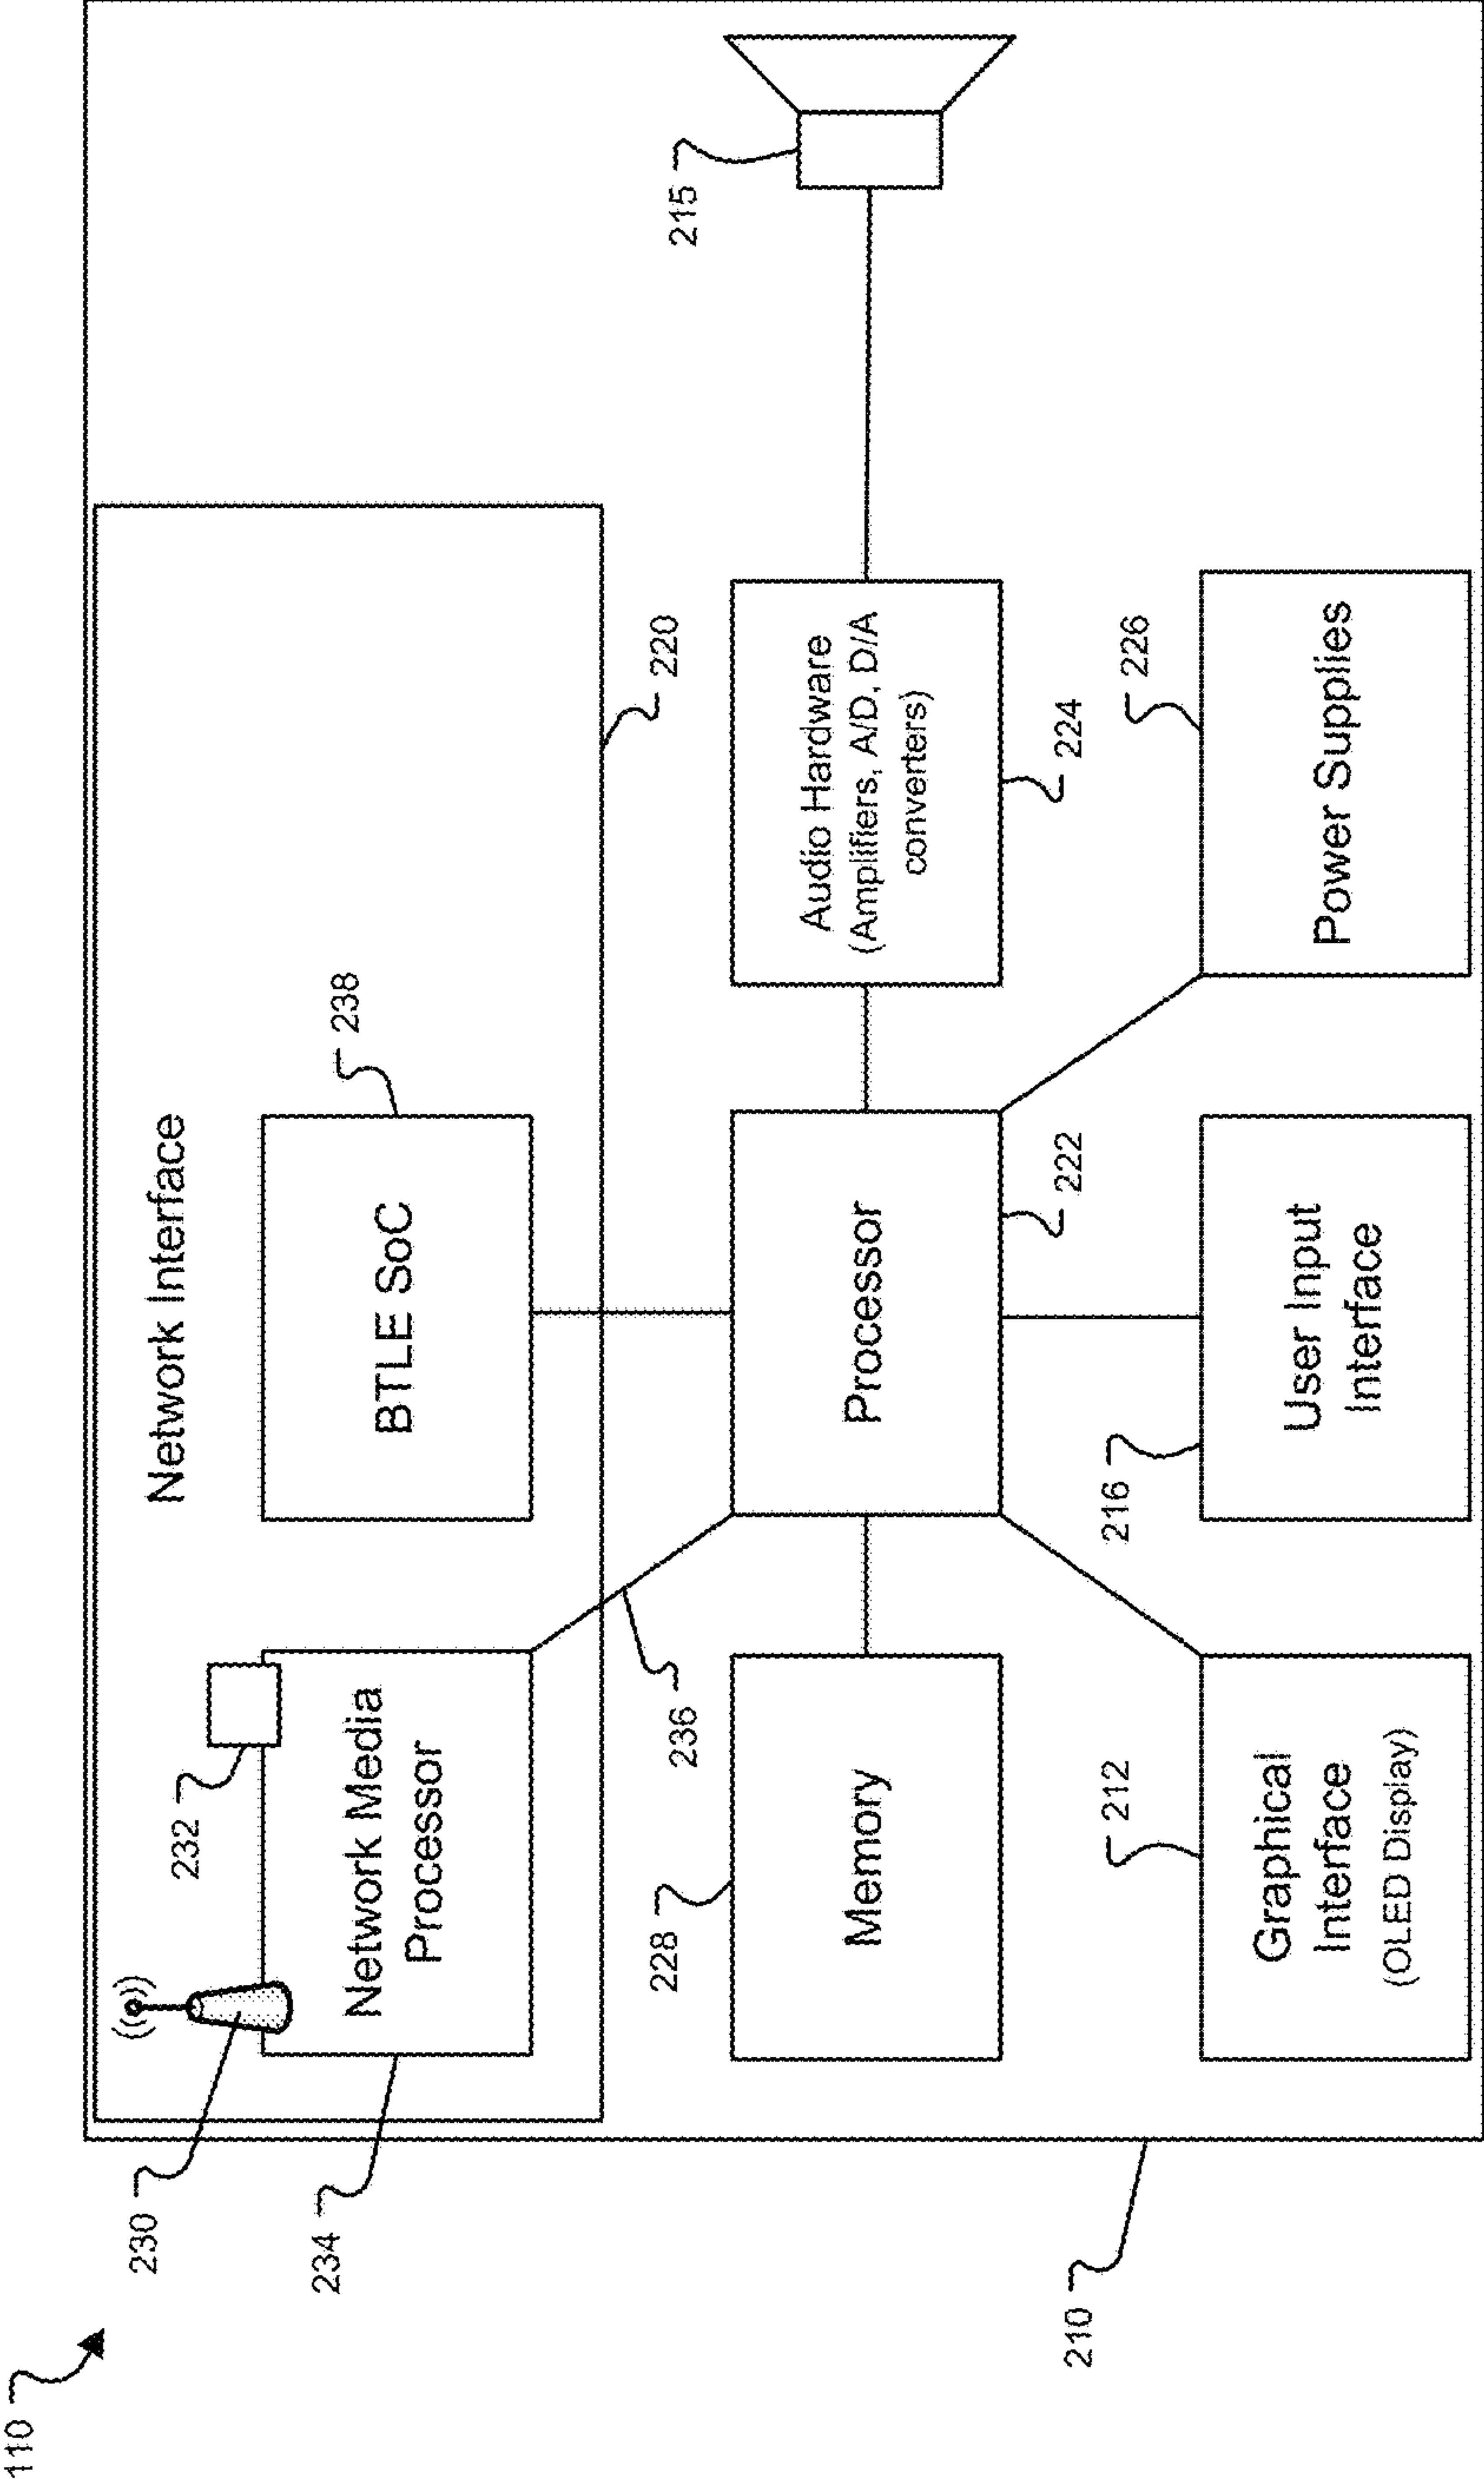 110
230
232
Network Interface
234
Network Media
Processor
BTLE SoC
238
236
220
228
Memory
Processor
222
Audio Hardware
(Amplifiers, A/D, D/A
converters)
224
215
212
Graphical
Interface
(OLED Display)
216
User Input
Interface
226
Power Supplies
210